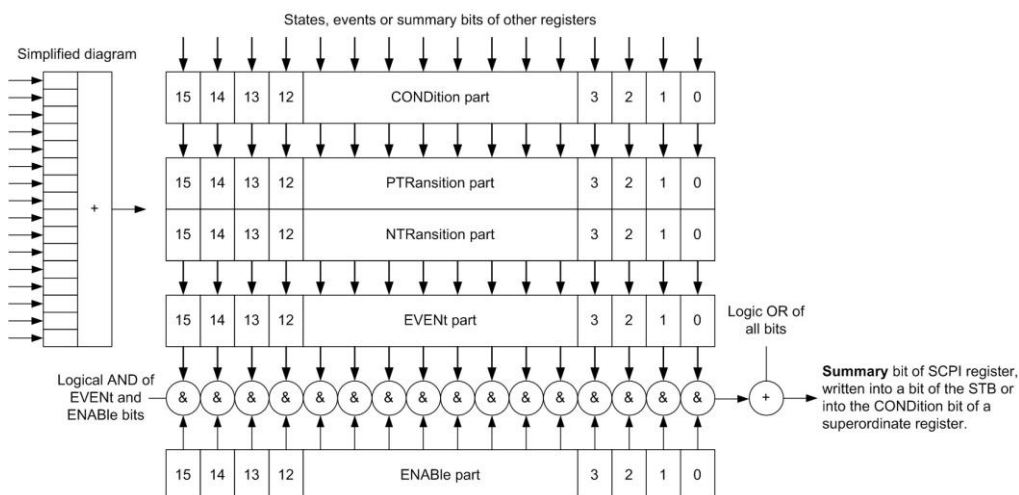 States, events or summary bits of other registers
Simplified diagram
15 14 13 12 CONDition part 3 2 1 0
15 14 13 12 PTRansition part 3 2 1 0
+
15 14 13 12 NTRansition part 3 2 1 0
15 14 13 12 EVENt part 3 2 1 0
Logic OR of
all bits
Logical AND of
EVENt and
ENABle bits
& & & & & & & & & & & & & & & &
+
Summary bit of SCPI register,
written into a bit of the STB or
into the CONDition bit of a
superordinate register.
15 14 13 12 ENABle part 3 2 1 0